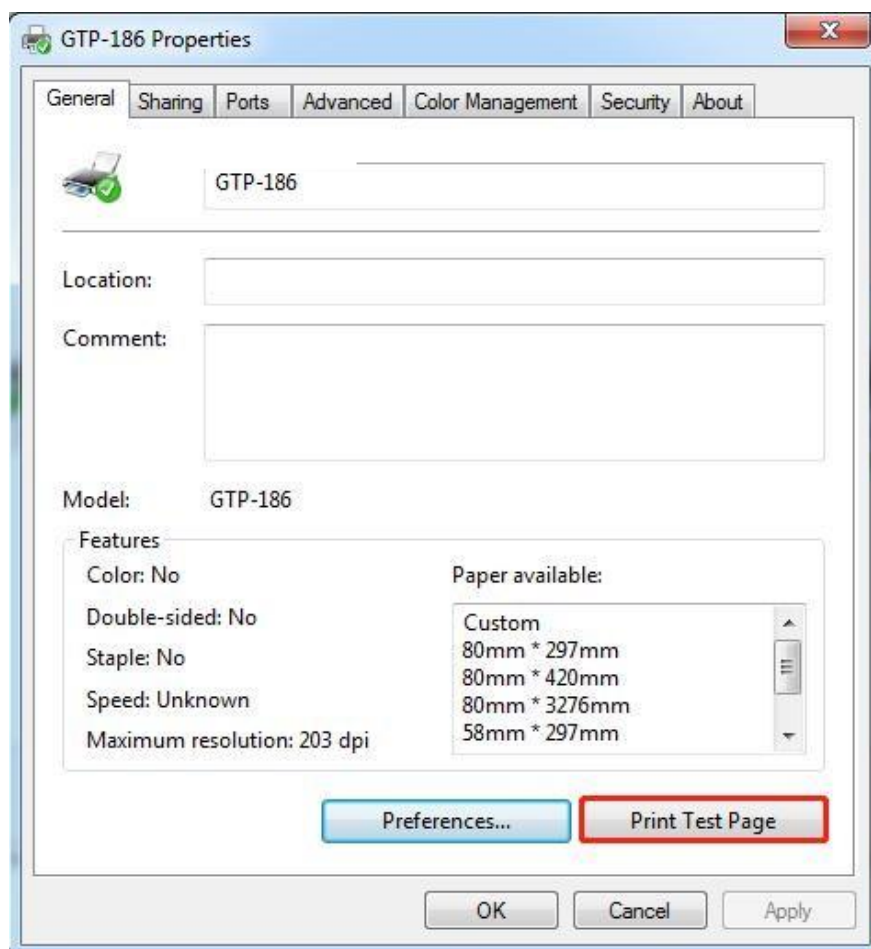 GTP-186 Properties
General Sharing Ports Advanced Color Management Security About
GTP-186
Location:
Comment:
Model: GTP-186
Features
Color: No
Double-sided: No
Staple: No
Speed: Unknown
Maximum resolution: 203 dpi
Paper available:
Custom
80mm * 297mm
80mm * 420mm
80mm * 3276mm
58mm * 297mm
Preferences... Print Test Page
OK Cancel Apply